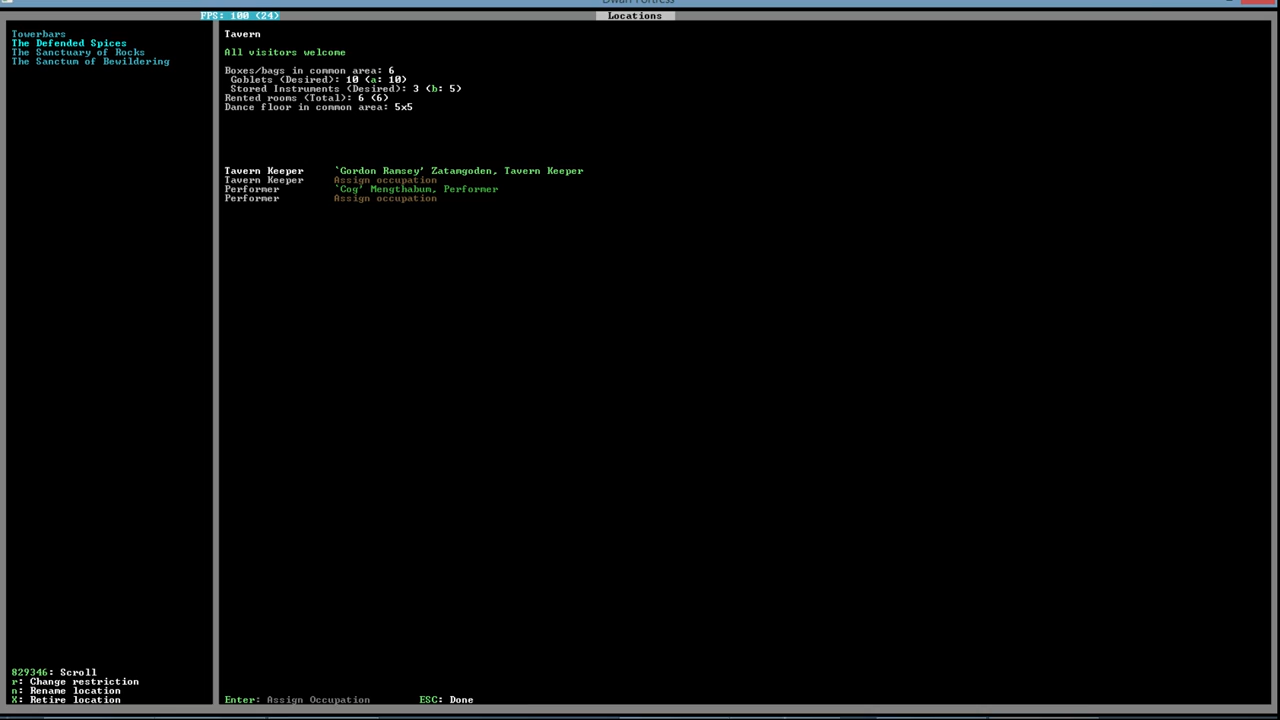 Dwarf Fortress
FPS: 100 (24)
Locations
Towerbars
The Defended Spices
The Sanctuary of Rocks
The Sanctum of Bewildering
Tavern
All visitors welcome
Boxes/bags in common area: 6
Goblets (Desired): 10 (a: 10)
Stored Instruments (Desired): 3 (b: 5)
Rented rooms (Total): 6 (6)
Dance floor in common area: 5x5
Tavern Keeper `Gordon Ramsey' Zatamgoden, Tavern Keeper
Tavern Keeper Assign occupation
Performer `Cog' Mengthabum, Performer
Performer Assign occupation
829346: Scroll
r: Change restriction
n: Rename location
X: Retire location
Enter: Assign Occupation ESC: Done